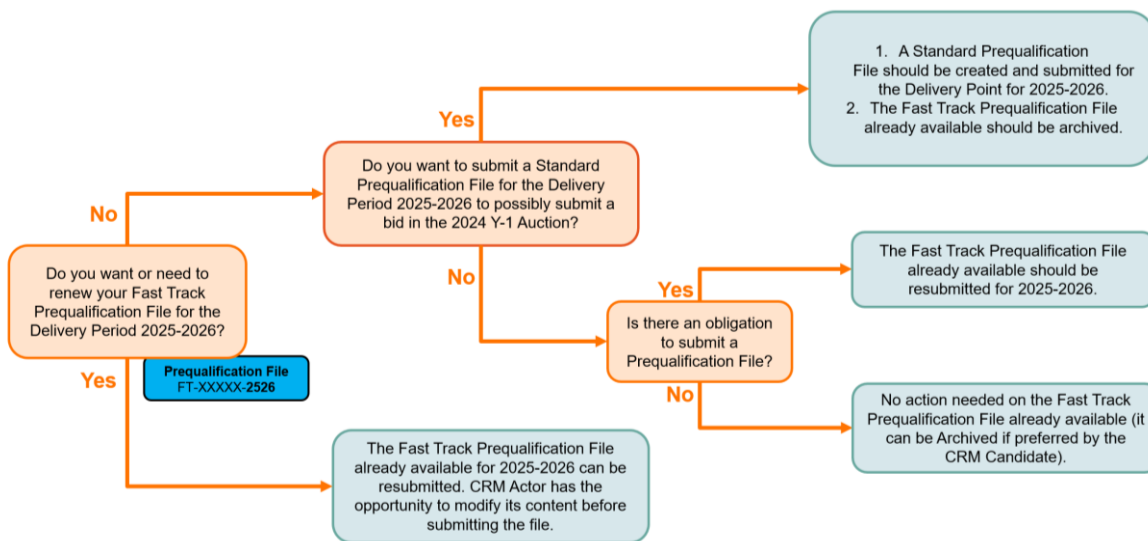 Do you want or need to
renew your Fast Track
Prequalification File for the
Delivery Period 2025-2026?
Prequalification File
FT-XXXXX-2526
No
Yes
Do you want to submit a Standard
Prequalification File for the Delivery
Period 2025-2026 to possibly submit a
bid in the 2024 Y-1 Auction?
Yes
No
1. A Standard Prequalification
File should be created and submitted for
the Delivery Point for 2025-2026.
2. The Fast Track Prequalification File
already available should be archived.
Is there an obligation
to submit a
Prequalification File?
Yes
No
The Fast Track Prequalification File
already available should be
resubmitted for 2025-2026.
No action needed on the Fast Track
Prequalification File already available (it
can be Archived if preferred by the
CRM Candidate).
The Fast Track Prequalification File
already available for 2025-2026 can be
resubmitted. CRM Actor has the
opportunity to modify its content before
submitting the file.